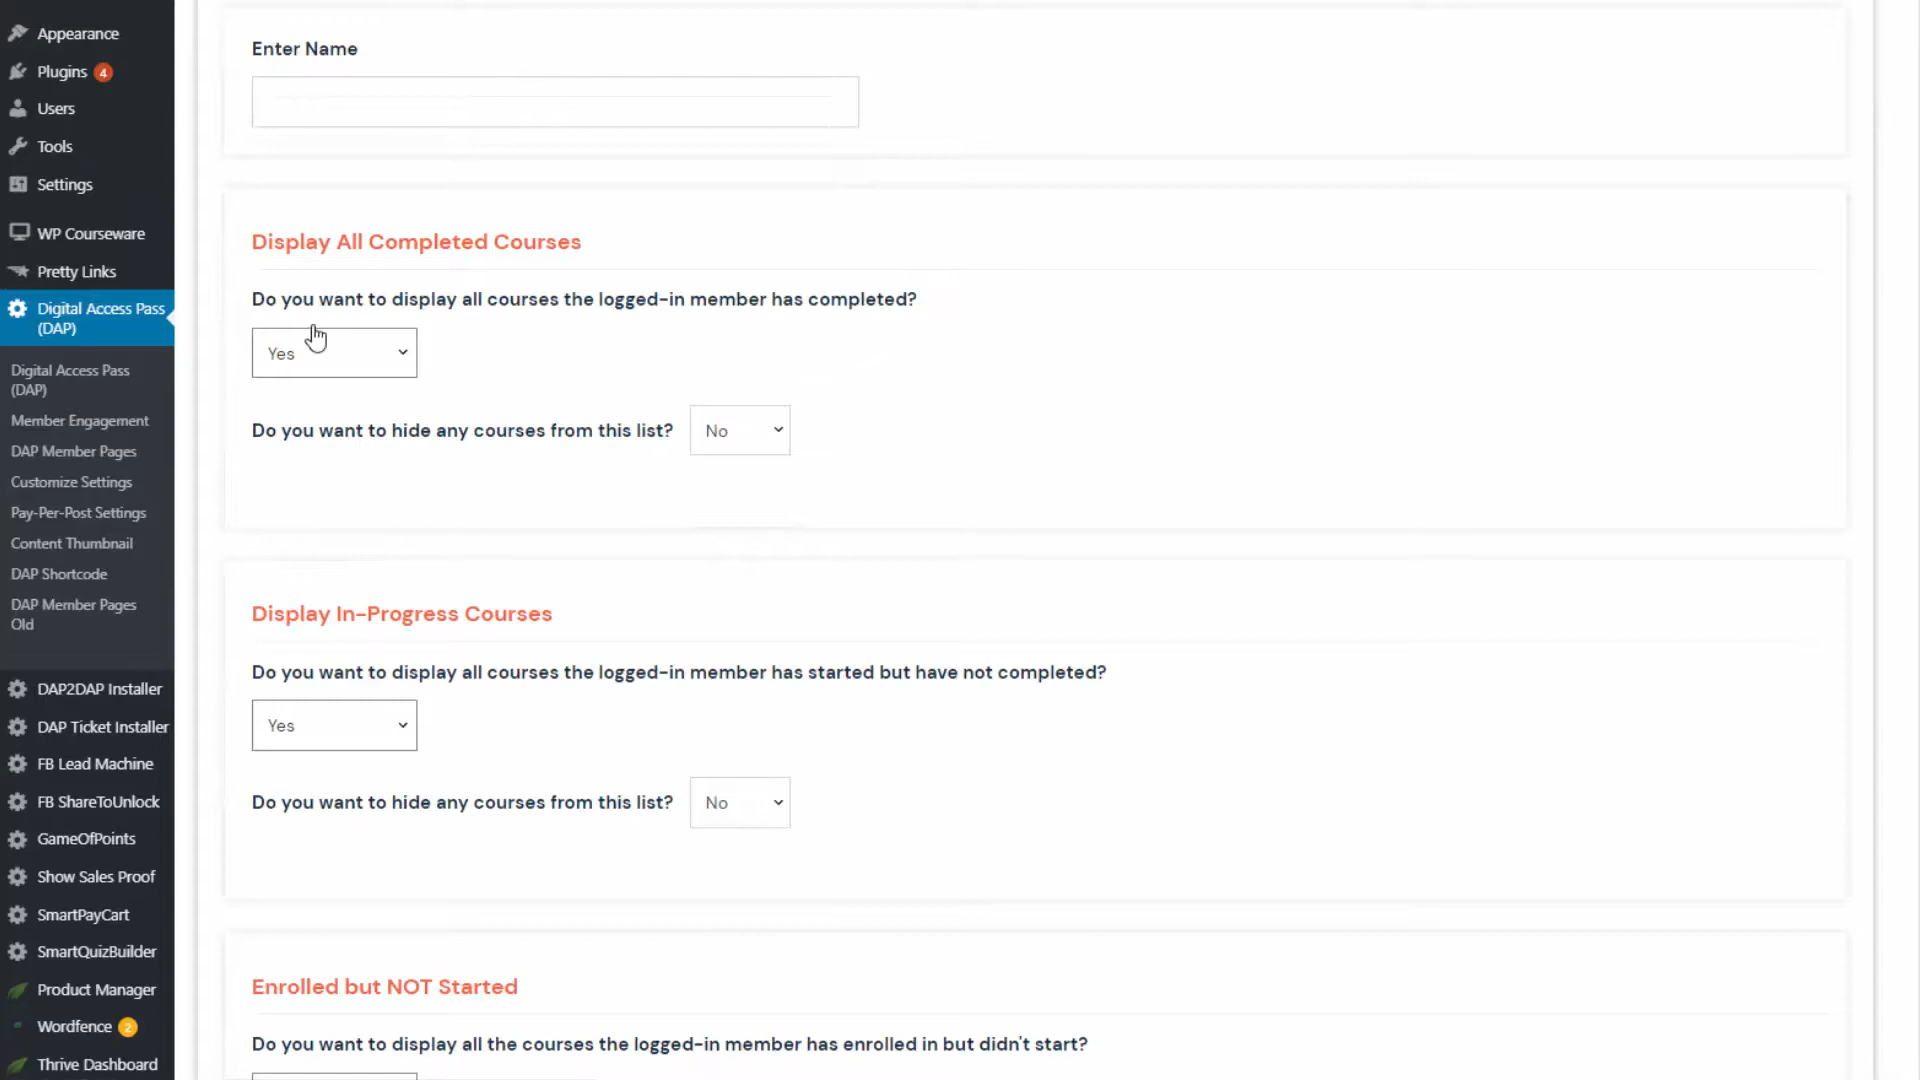 Appearance
Plugins 4
Users
Tools
Settings
WP Courseware
Pretty Links
Digital Access Pass
(DAP)
Digital Access Pass
(DAP)
Member Engagement
DAP Member Pages
Customize Settings
Pay-Per-Post Settings
Content Thumbnail
DAP Shortcode
DAP Member Pages
Old
DAP2DAP Installer
DAP Ticket Installer
FB Lead Machine
FB ShareToUnlock
GameOfPoints
Show Sales Proof
SmartPayCart
SmartQuizBuilder
Product Manager
Wordfence 2
Thrive Dashboard
Enter Name
Display All Completed Courses
Do you want to display all courses the logged-in member has completed?
Yes
Do you want to hide any courses from this list? No
Display In-Progress Courses
Do you want to display all courses the logged-in member has started but have not completed?
Yes
Do you want to hide any courses from this list? No
Enrolled but NOT Started
Do you want to display all the courses the logged-in member has enrolled in but didn't start?